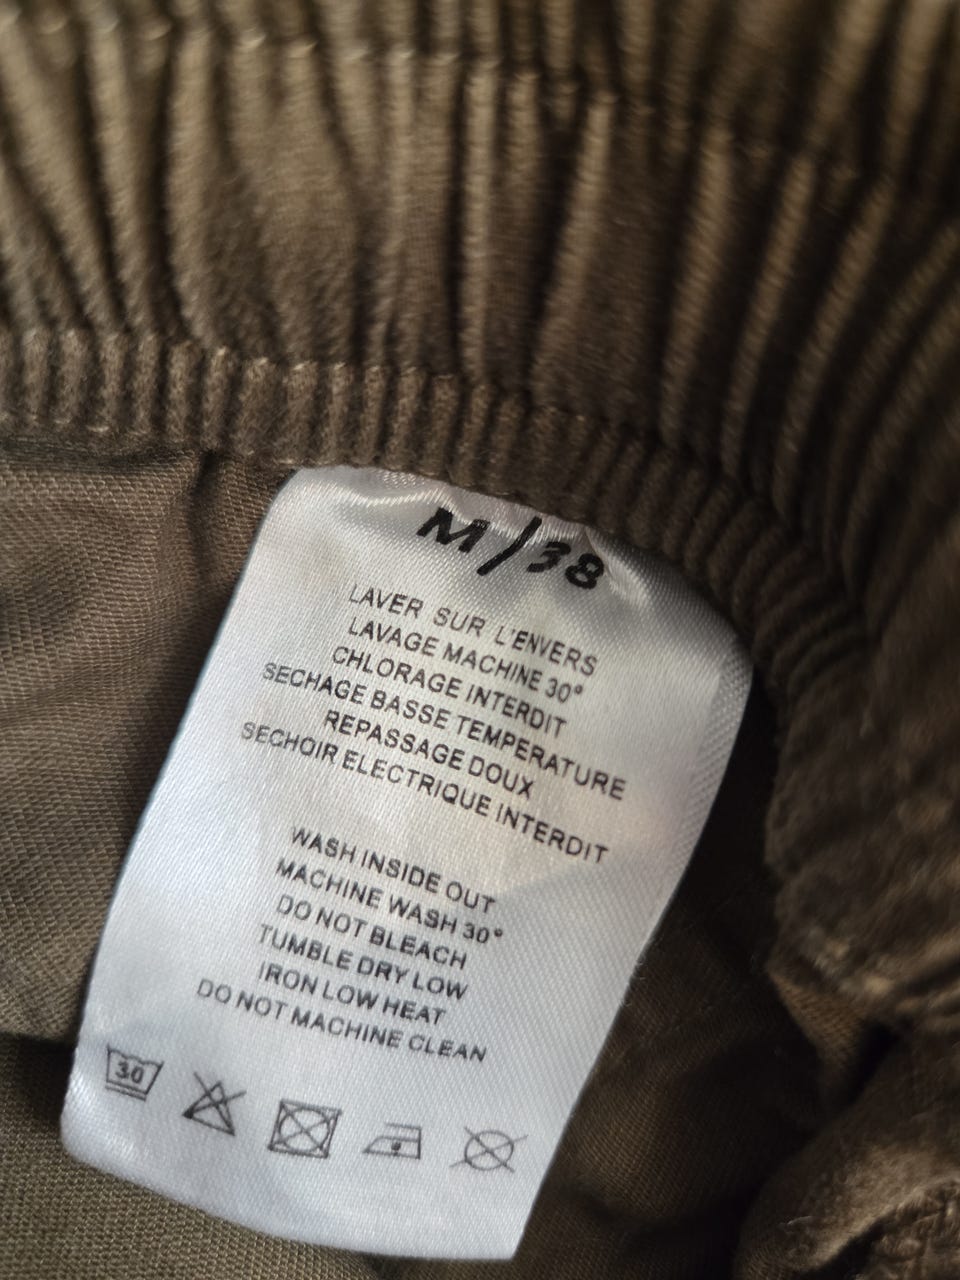 M/38
LAVER SUR L'ENVERS
LAVAGE MACHINE 30°
CHLORAGE INTERDIT
SECHAGE BASSE TEMPERATURE
REPASSAGE DOUX
SECHOIR ELECTRIQUE INTERDIT
WASH INSIDE OUT
MACHINE WASH 30°
DO NOT BLEACH
TUMBLE DRY LOW
IRON LOW HEAT
DO NOT MACHINE CLEAN
30